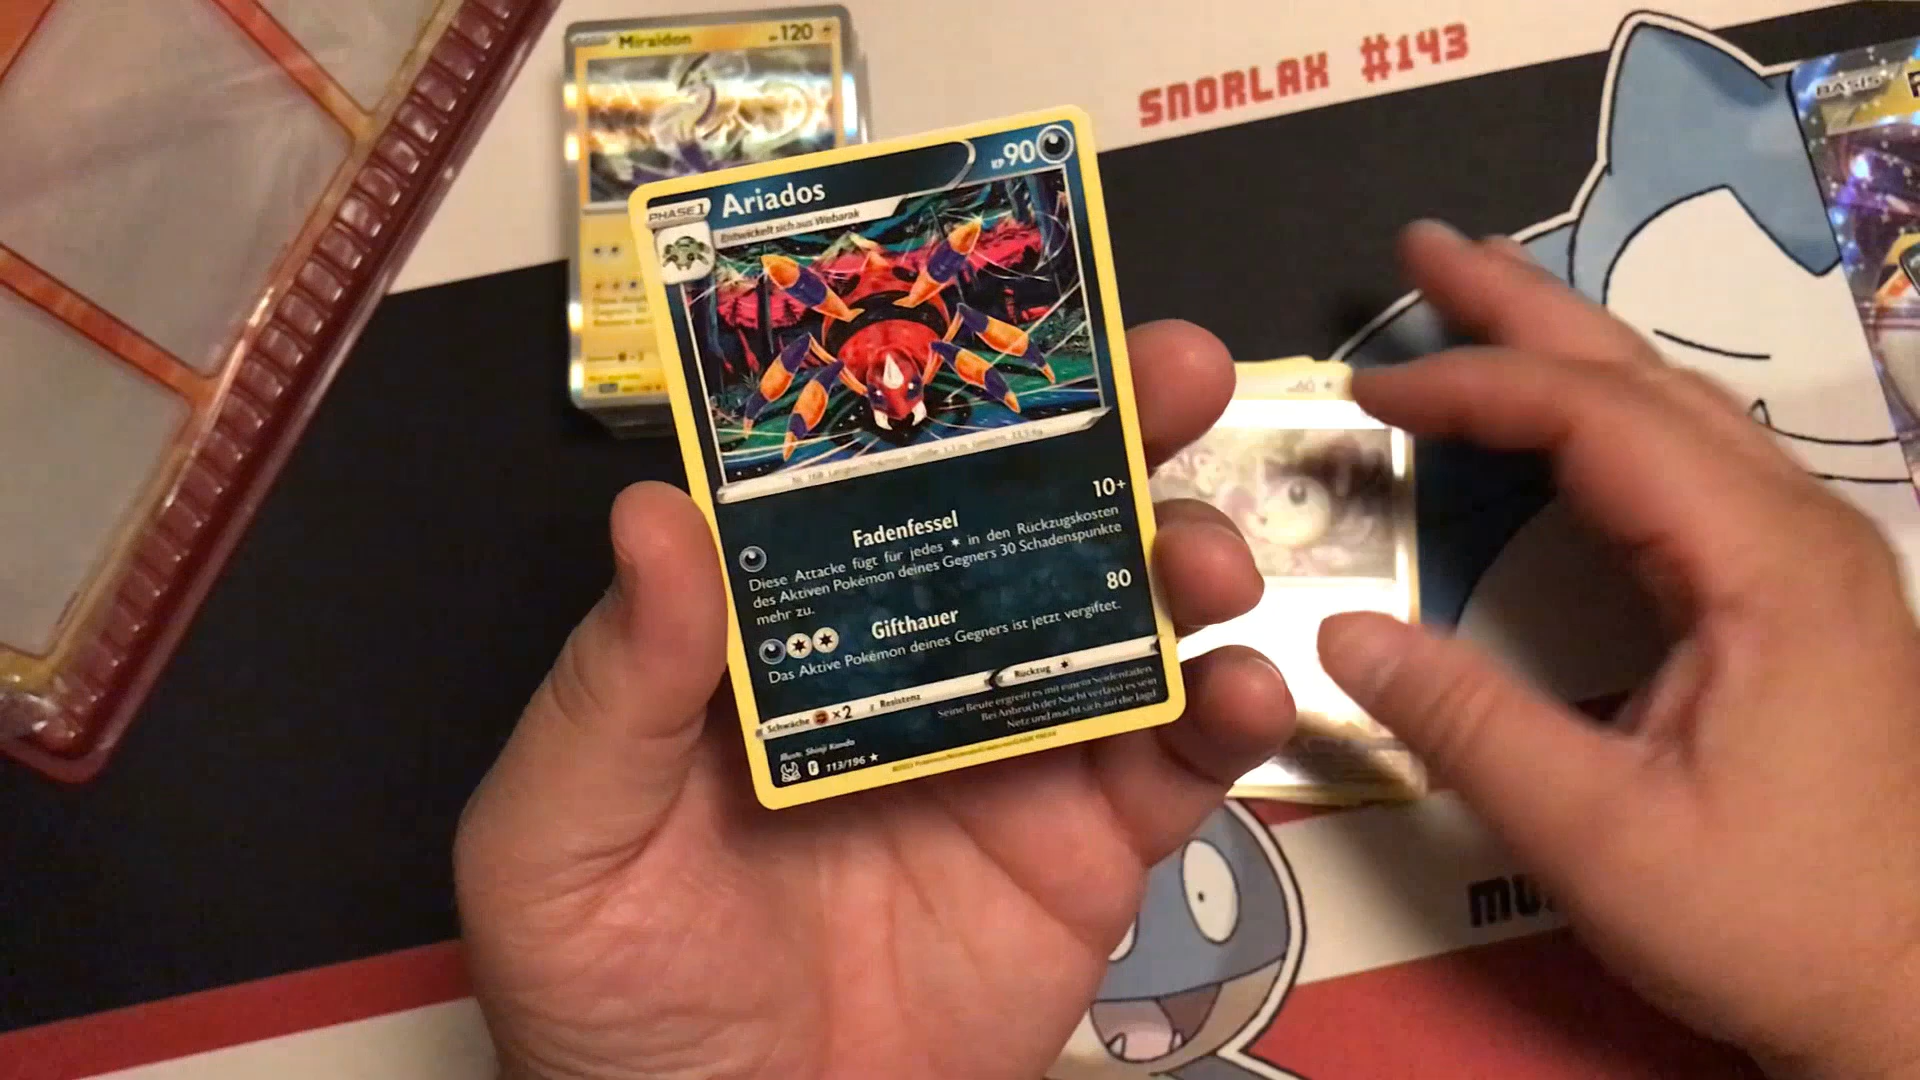 Miraidon
120
SNORLAX #143
BASIS
PHASE 1
Ariados
KP 90
Entwickelt sich aus Webarak
60
10+
Fadenfessel
Diese Attacke fügt für jedes in den Rückzugskosten
des Aktiven Pokémon deines Gegners 30 Schadenspunkte
mehr zu.
80
Gifthauer
Das Aktive Pokémon deines Gegners ist jetzt vergiftet.
Schwäche ×2 Resistenz Rückzug
Seine Beute ergreift es mit einem Seidenfaden.
Bei Anbruch der Nacht verlässt es sein
Netz und macht sich auf die Jagd.
Illus. Shinji Kanda
113/196 ★
MU